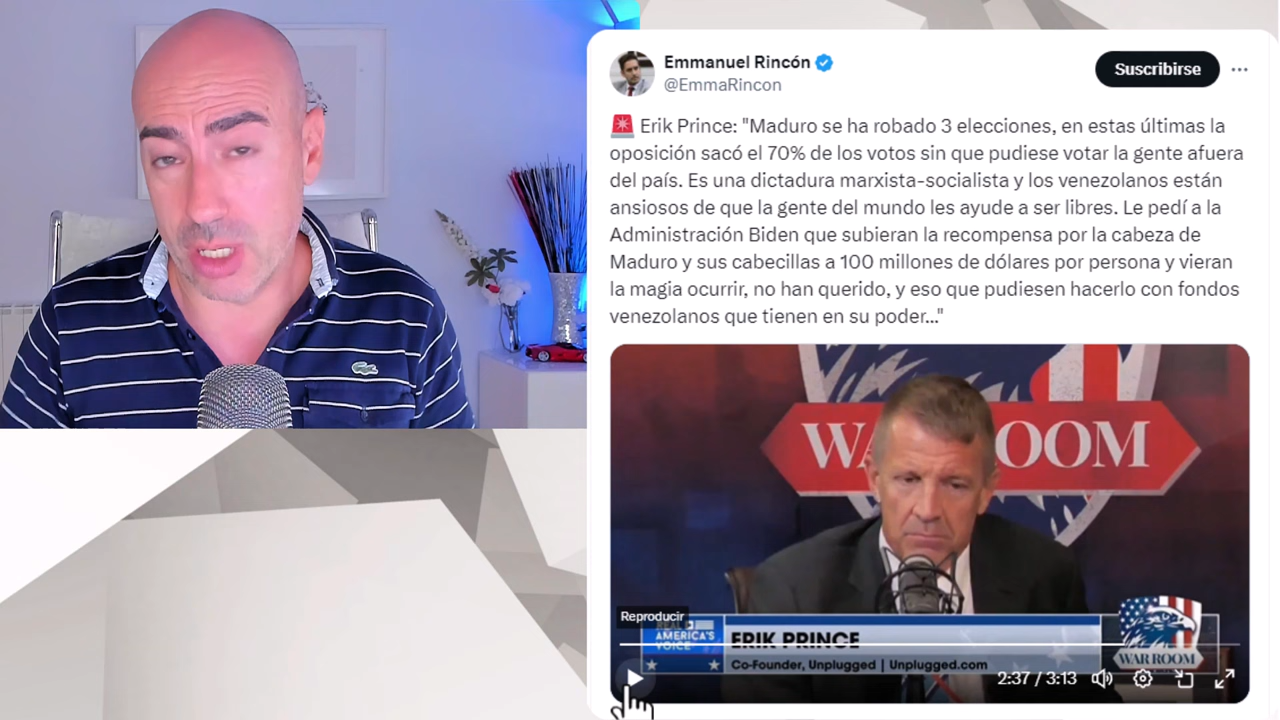 Emmanuel Rincón
@EmmaRincon
Suscribirse
Erik Prince: "Maduro se ha robado 3 elecciones, en estas últimas la
oposición sacó el 70% de los votos sin que pudiese votar la gente afuera
del país. Es una dictadura marxista-socialista y los venezolanos están
ansiosos de que la gente del mundo les ayude a ser libres. Le pedí a la
Administración Biden que subieran la recompensa por la cabeza de
Maduro y sus cabecillas a 100 millones de dólares por persona y vieran
la magia ocurrir, no han querido, y eso que pudiesen hacerlo con fondos
venezolanos que tienen en su poder..."
WA OOM
Reproducir
REAL
AMERICA'S
VOICE
ERIK PRINCE
Co-Founder, Unplugged | Unplugged.com
WAR ROOM
2:37 / 3:13